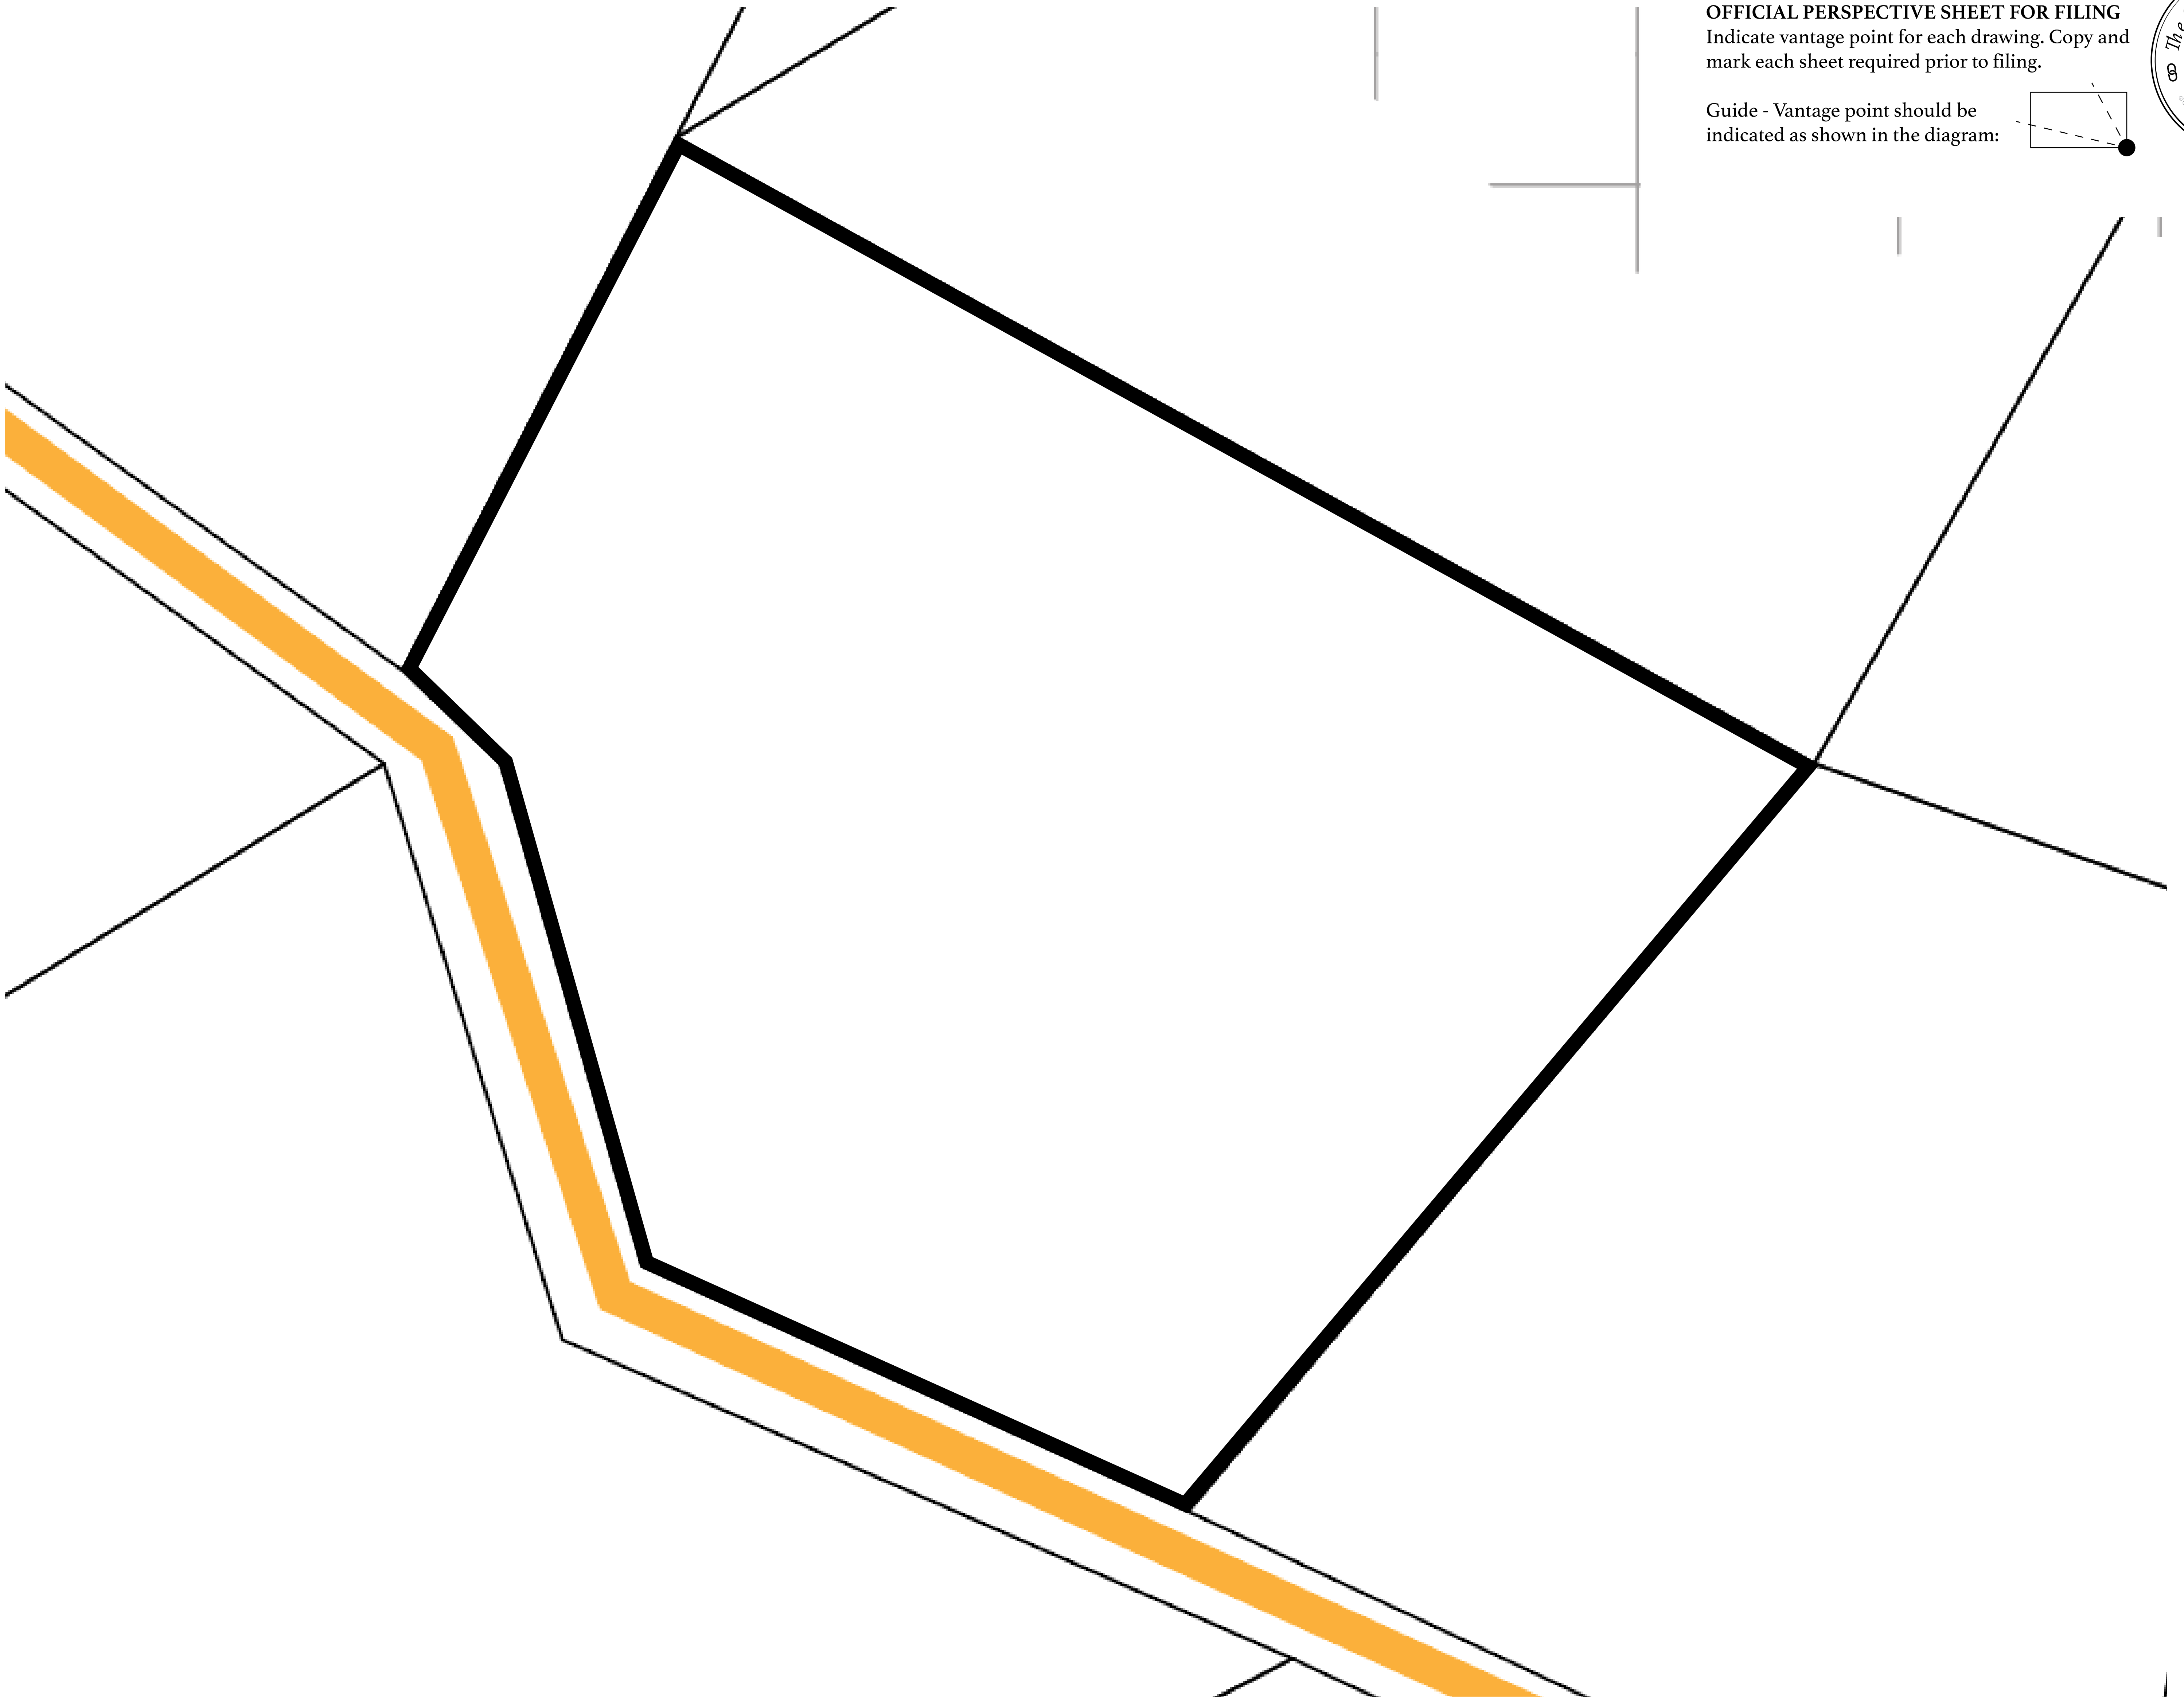 OFFICIAL PERSPECTIVE SHEET FOR FILING
Indicate vantage point for each drawing. Copy and
mark each sheet required prior to filing.
Guide - Vantage point should be
indicated as shown in the diagram:
The